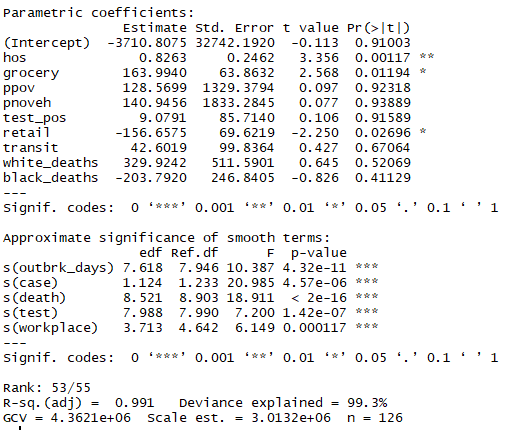 Parametric coefficients:
                Estimate Std. Error t value Pr(>|t|)
(Intercept)  -3710.8075 32742.1920  -0.113  0.91003
hos              0.8263     0.2462   3.356  0.00117 **
grocery        163.9940    63.8632   2.568  0.01194 *
ppov           128.5699  1329.3794   0.097  0.92318
pnoveh         140.9456  1833.2845   0.077  0.93889
test_pos         9.0791    85.7140   0.106  0.91589
retail        -156.6575    69.6219  -2.250  0.02696 *
transit         42.6019    99.8364   0.427  0.67064
white_deaths   329.9242   511.5901   0.645  0.52069
black_deaths  -203.7920   246.8405  -0.826  0.41129
---
Signif. codes:  0 ‘***’ 0.001 ‘**’ 0.01 ‘*’ 0.05 ‘.’ 0.1 ‘ ’ 1
Approximate significance of smooth terms:
                 edf Ref.df      F  p-value
s(outbrk_days) 7.618  7.946 10.387 4.32e-11 ***
s(case)        1.124  1.233 20.985 4.57e-06 ***
s(death)       8.521  8.903 18.911  < 2e-16 ***
s(test)        7.988  7.990  7.200 1.42e-07 ***
s(workplace)   3.713  4.642  6.149 0.000117 ***
---
Signif. codes:  0 ‘***’ 0.001 ‘**’ 0.01 ‘*’ 0.05 ‘.’ 0.1 ‘ ’ 1
Rank: 53/55
R-sq.(adj) =  0.991   Deviance explained = 99.3%
GCV = 4.3621e+06  Scale est. = 3.0132e+06  n = 126